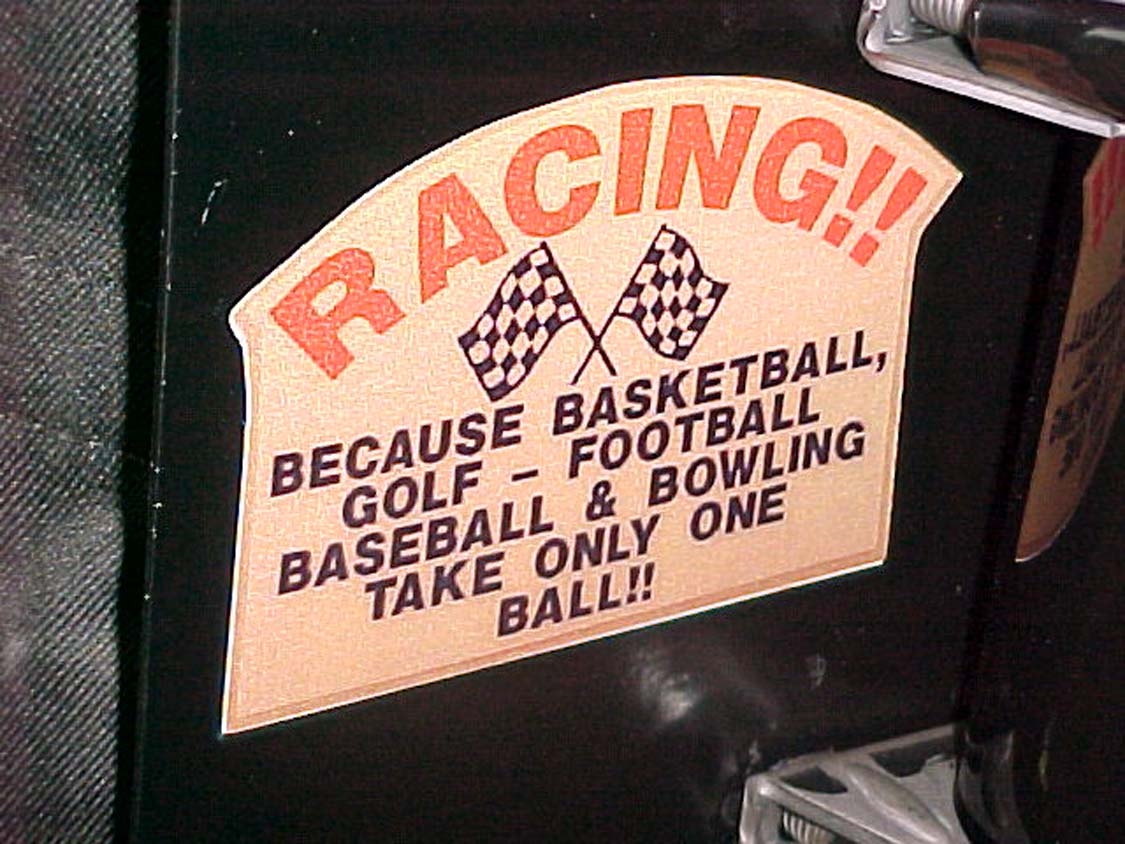 RACING!!
BECAUSE BASKETBALL,
GOLF - FOOTBALL
BASEBALL & BOWLING
TAKE ONLY ONE
BALL!!